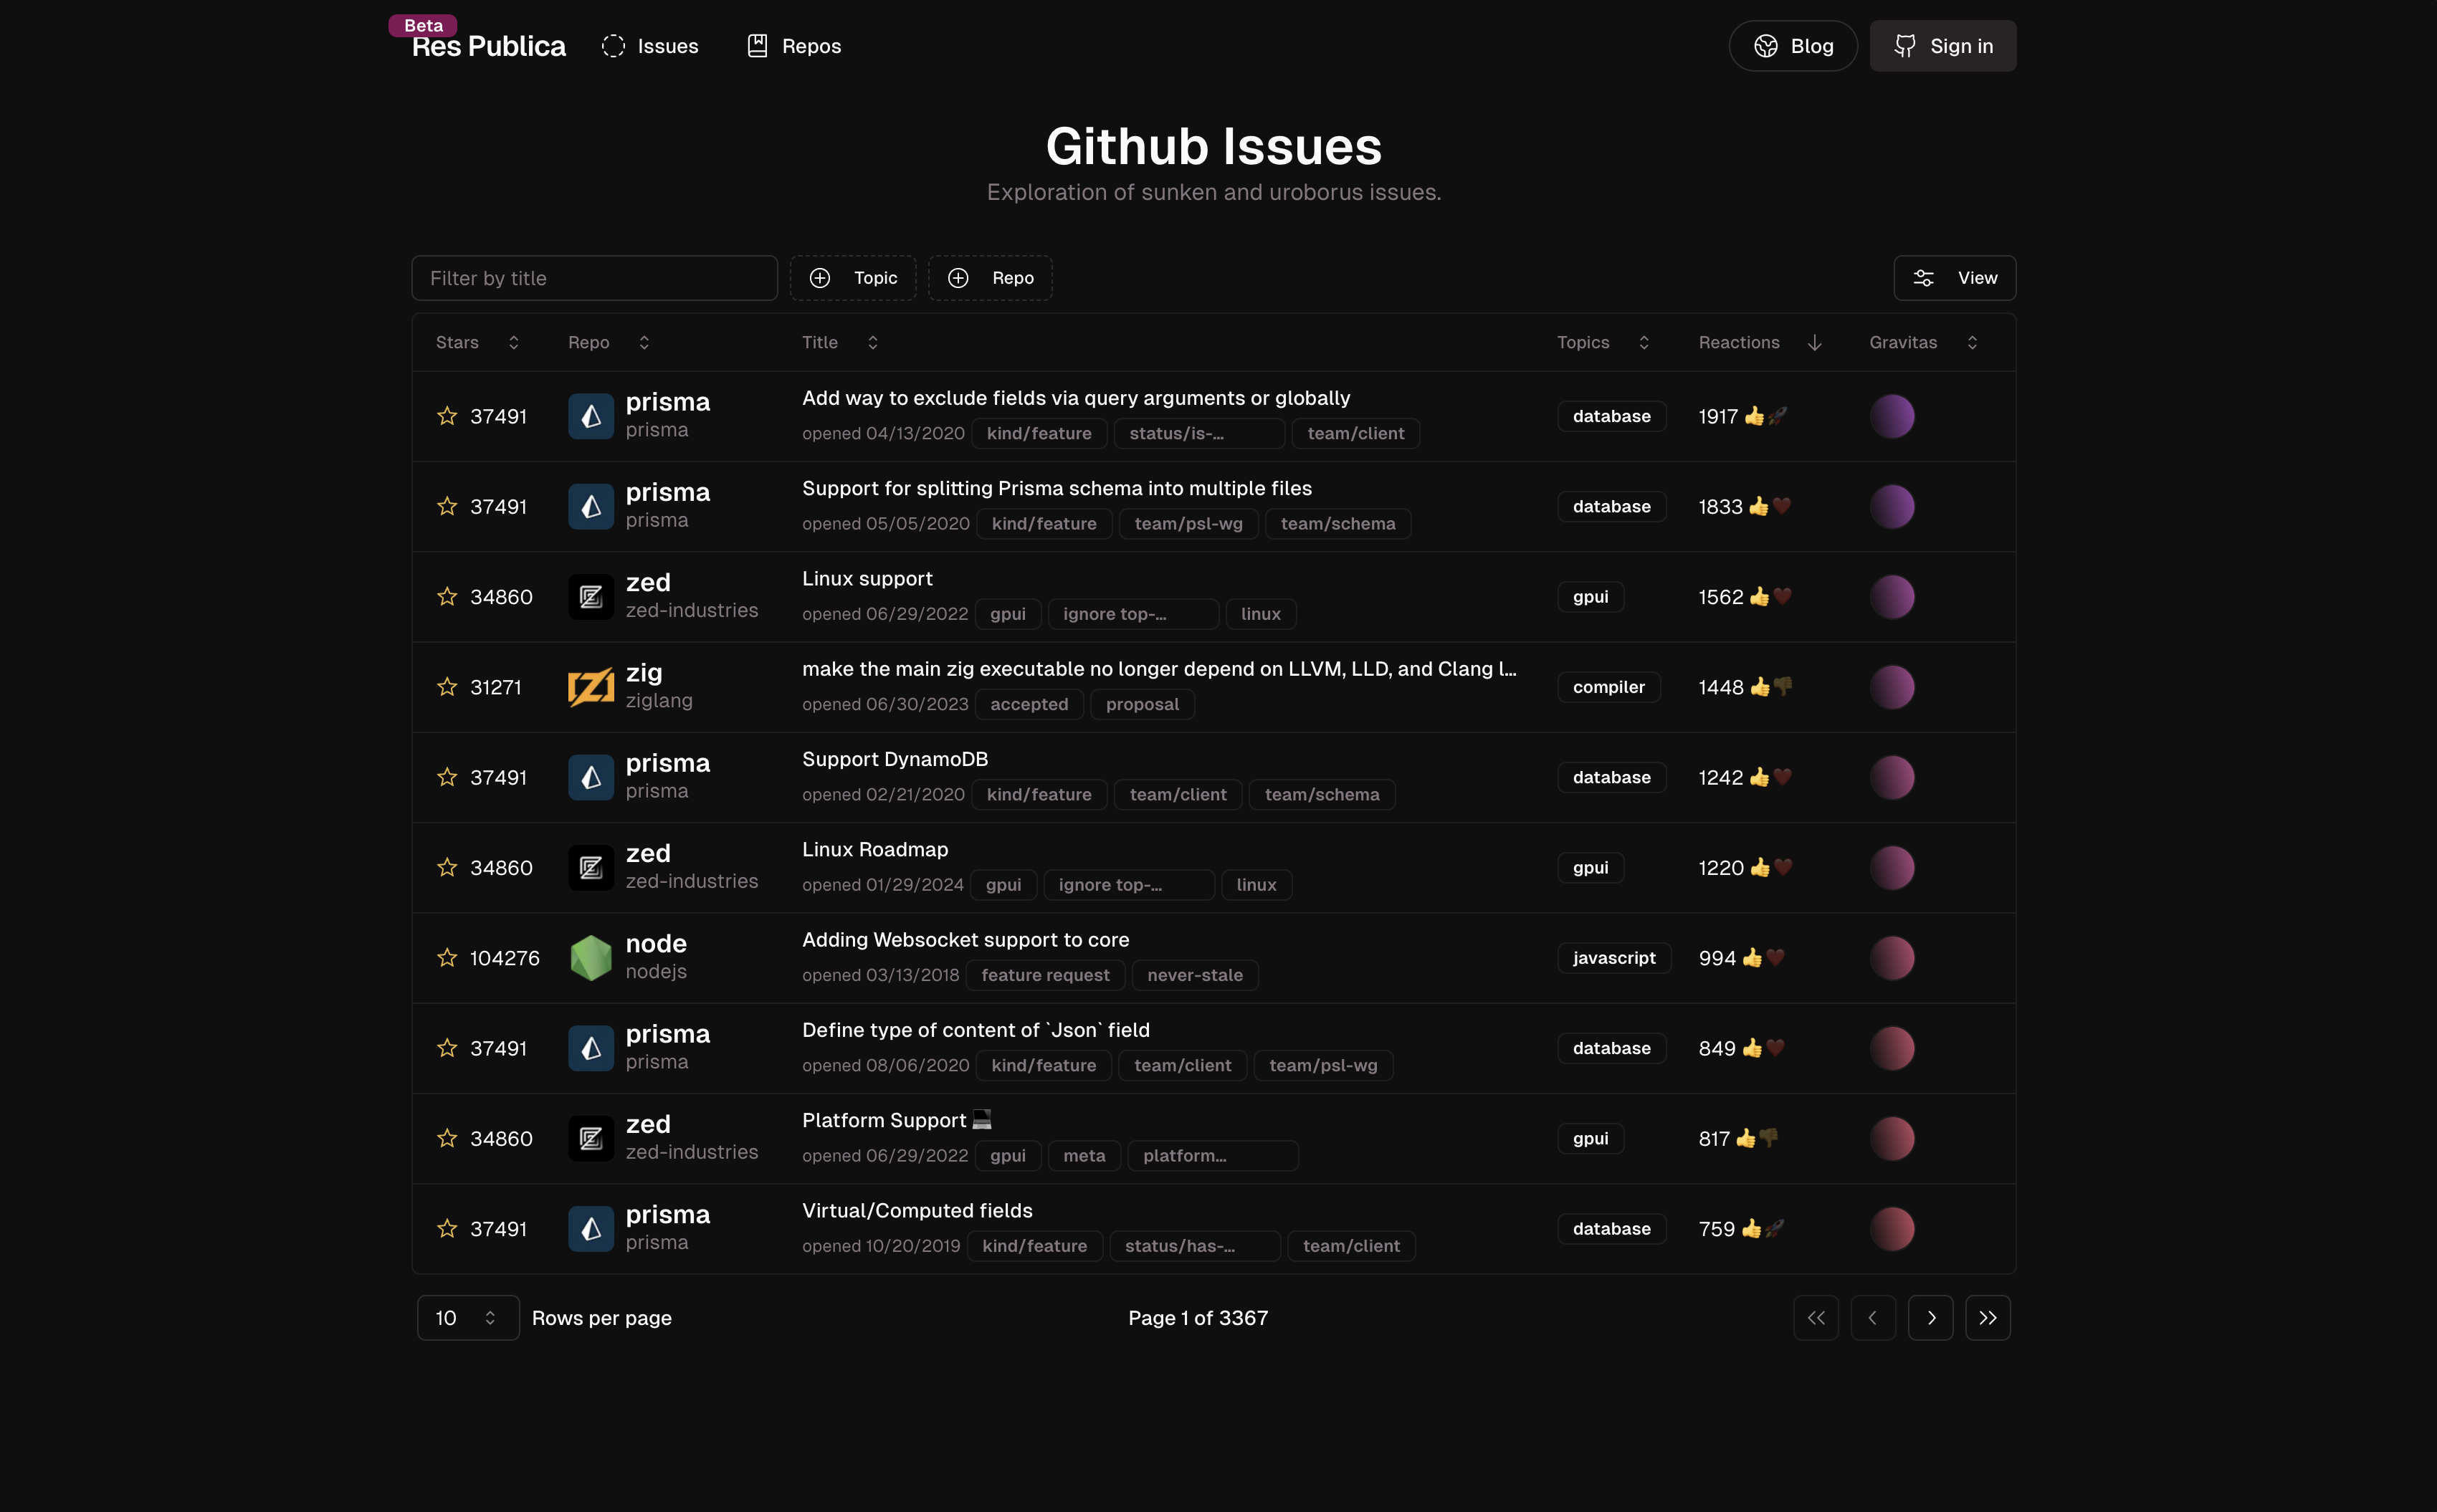 Beta
Res Publica Issues Repos Blog Sign in
Github Issues
Exploration of sunken and uroborus issues.
Filter by title Topic Repo View
Stars Repo Title Topics Reactions Gravitas
37491 prisma prisma Add way to exclude fields via query arguments or globally database 1917 👍🚀
opened 04/13/2020 kind/feature status/is-... team/client
37491 prisma prisma Support for splitting Prisma schema into multiple files database 1833 👍❤️
opened 05/05/2020 kind/feature team/psl-wg team/schema
34860 zed zed-industries Linux support gpui 1562 👍❤️
opened 06/29/2022 gpui ignore top-... linux
31271 zig ziglang make the main zig executable no longer depend on LLVM, LLD, and Clang l... compiler 1448 👍👎
opened 06/30/2023 accepted proposal
37491 prisma prisma Support DynamoDB database 1242 👍❤️
opened 02/21/2020 kind/feature team/client team/schema
34860 zed zed-industries Linux Roadmap gpui 1220 👍❤️
opened 01/29/2024 gpui ignore top-... linux
104276 node nodejs Adding Websocket support to core javascript 994 👍❤️
opened 03/13/2018 feature request never-stale
37491 prisma prisma Define type of content of `Json` field database 849 👍❤️
opened 08/06/2020 kind/feature team/client team/psl-wg
34860 zed zed-industries Platform Support 💻 gpui 817 👍👎
opened 06/29/2022 gpui meta platform...
37491 prisma prisma Virtual/Computed fields database 759 👍🚀
opened 10/20/2019 kind/feature status/has-... team/client
10 Rows per page Page 1 of 3367